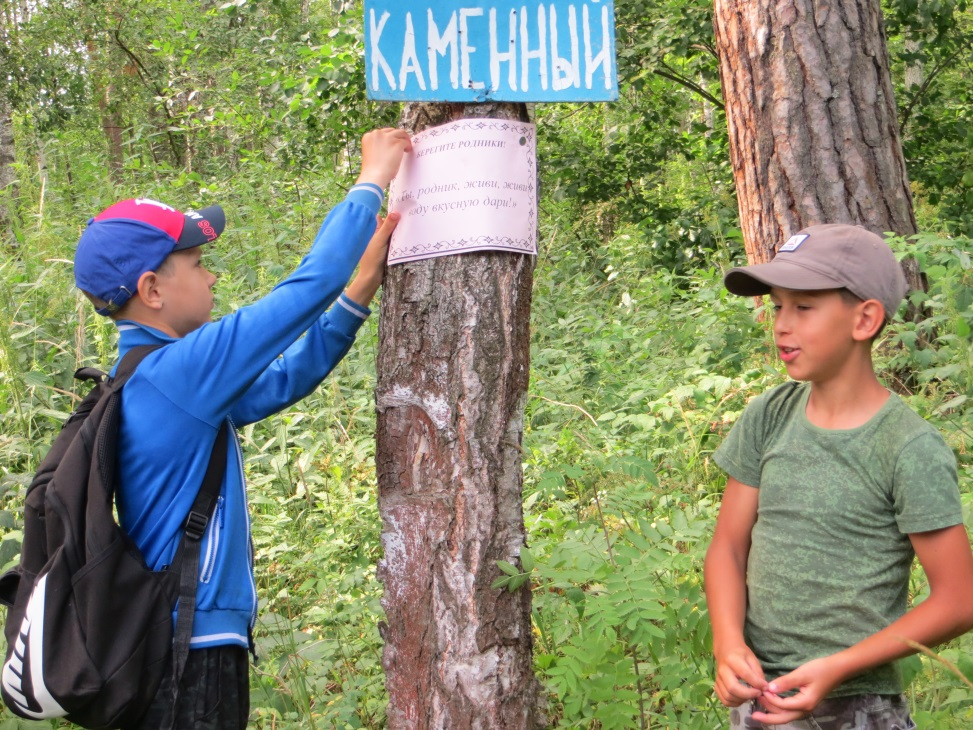 КАМЕННЫЙ
БЕРЕГИТЕ РОДНИКИ!
родник, живи, живи
вкусную дари!»